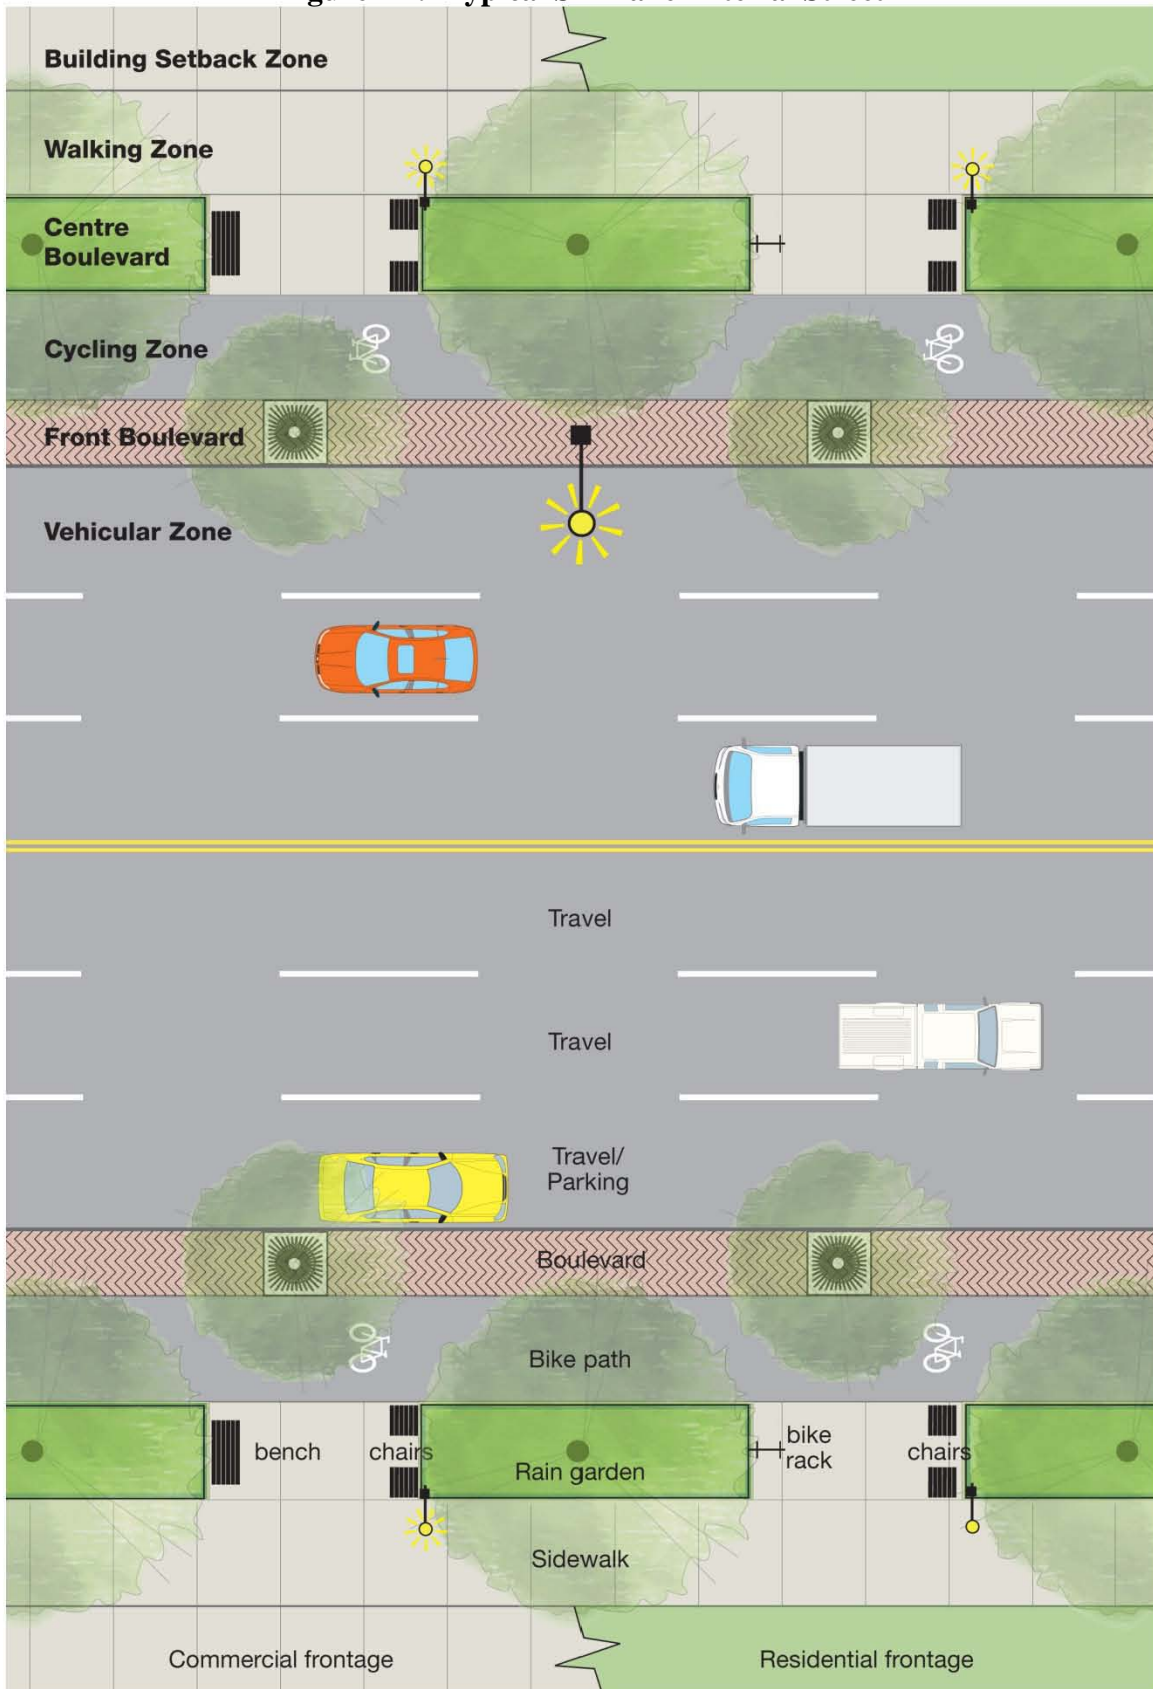 Building Setback Zone
Walking Zone
Centre
Boulevard
Cycling Zone
Front Boulevard
Vehicular Zone
Travel
Travel
Travel/
Parking
Boulevard
Bike path
bench
chairs
Rain garden
bike
rack
chairs
Sidewalk
Commercial frontage
Residential frontage